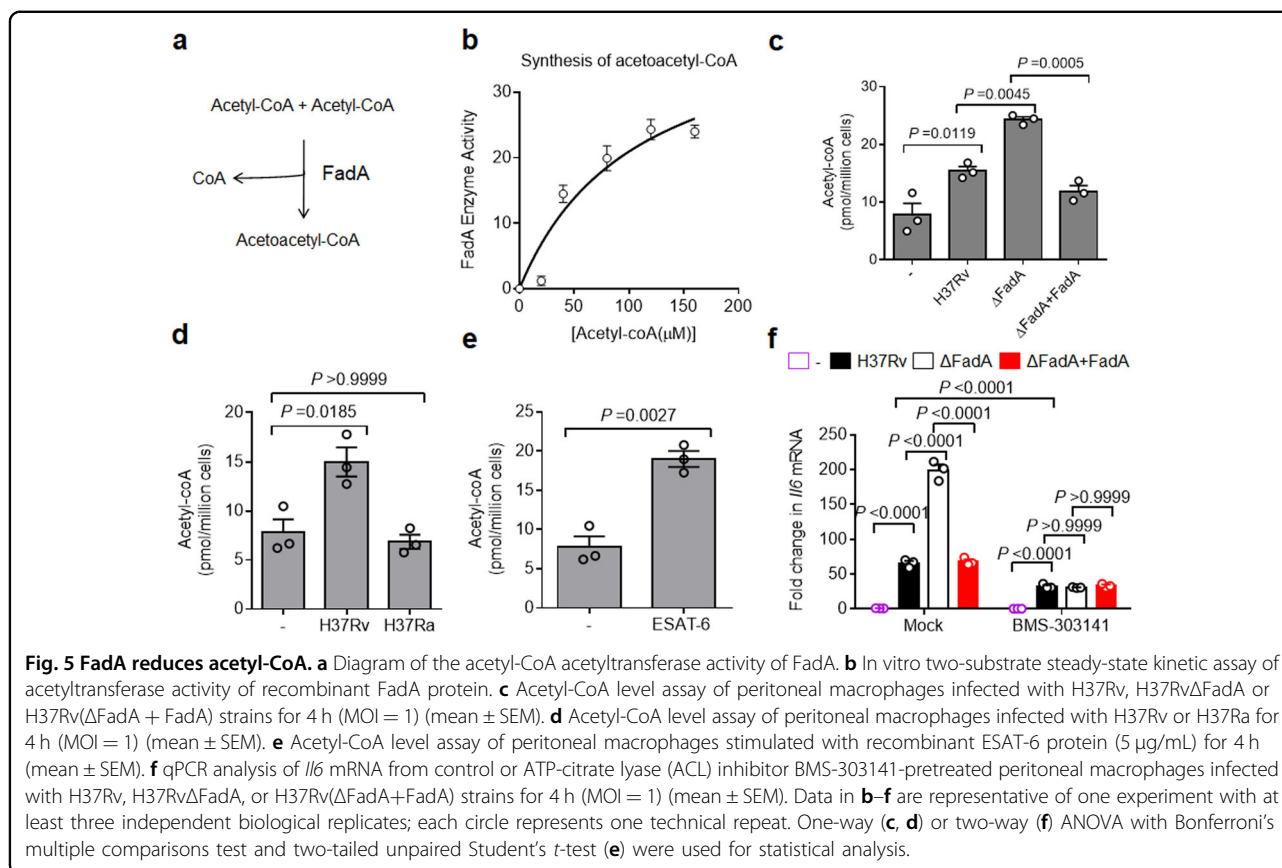 a
Acetyl-CoA + Acetyl-CoA
CoA
FadA
Acetoacetyl-CoA
b
Synthesis of acetoacetyl-CoA
FadA Enzyme Activity
30
20
10
0
0 50 100 150 200
[Acetyl-coA(μM)]
c
P =0.0005
P =0.0045
P =0.0119
Acetyl-coA
(pmol/million cells)
30
20
10
0
- H37Rv ΔFadA ΔFadA+FadA
d
P >0.9999
P =0.0185
Acetyl-coA
(pmol/million cells)
20
15
10
5
0
- H37Rv H37Ra
e
P =0.0027
Acetyl-coA
(pmol/million cells)
25
20
15
10
5
0
- ESAT-6
f
- H37Rv ΔFadA ΔFadA+FadA
P <0.0001
P <0.0001
P <0.0001
P <0.0001
P >0.9999
P >0.9999
P <0.0001
Fold change in Il6 mRNA
250
200
150
100
50
0
Mock BMS-303141
Fig. 5 FadA reduces acetyl-CoA. a Diagram of the acetyl-CoA acetyltransferase activity of FadA. b In vitro two-substrate steady-state kinetic assay of
acetyltransferase activity of recombinant FadA protein. c Acetyl-CoA level assay of peritoneal macrophages infected with H37Rv, H37RvΔFadA or
H37Rv(ΔFadA + FadA) strains for 4 h (MOI = 1) (mean ± SEM). d Acetyl-CoA level assay of peritoneal macrophages infected with H37Rv or H37Ra for
4 h (MOI = 1) (mean ± SEM). e Acetyl-CoA level assay of peritoneal macrophages stimulated with recombinant ESAT-6 protein (5 μg/mL) for 4 h
(mean ± SEM). f qPCR analysis of Il6 mRNA from control or ATP-citrate lyase (ACL) inhibitor BMS-303141-pretreated peritoneal macrophages infected
with H37Rv, H37RvΔFadA, or H37Rv(ΔFadA+FadA) strains for 4 h (MOI = 1) (mean ± SEM). Data in b–f are representative of one experiment with at
least three independent biological replicates; each circle represents one technical repeat. One-way (c, d) or two-way (f) ANOVA with Bonferroni's
multiple comparisons test and two-tailed unpaired Student's t-test (e) were used for statistical analysis.